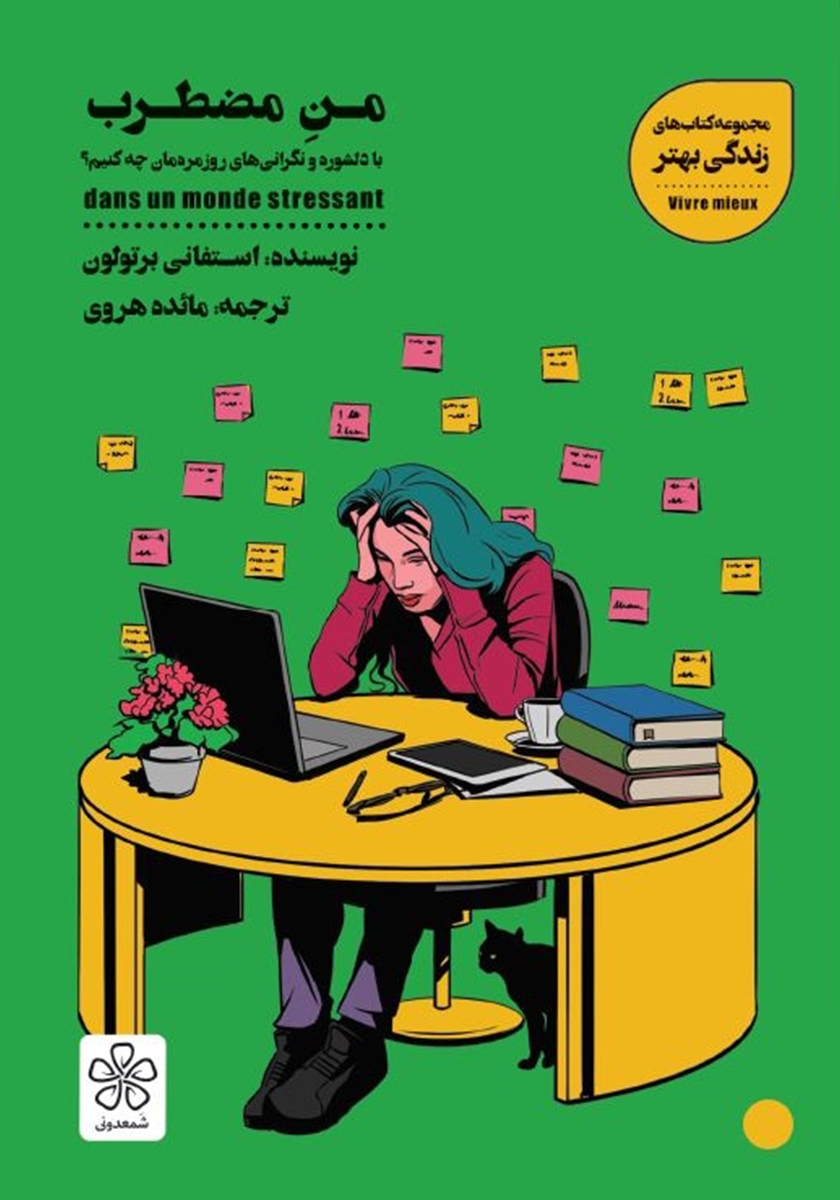 منِ مضطرب
با دلشوره و نگرانی‌های روزمره‌مان چه کنیم؟
dans un monde stressant
نویسنده: استفانی برتولون
ترجمه: مائده هروی
مجموعه کتاب‌های
زندگی بهتر
Vivre mieux
شمعدونی